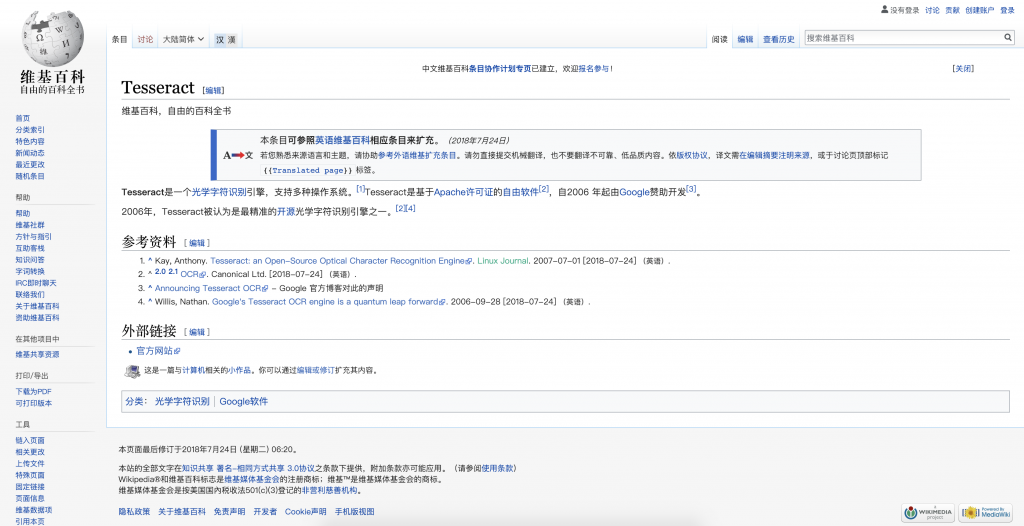 没有登录 讨论 贡献 创建账户 登录
维基百科
自由的百科全书
条目 讨论 大陆简体 汉 漢 阅读 编辑 查看历史 搜索维基百科
中文维基百科条目协作计划专页已建立，欢迎报名参与！ [关闭]
Tesseract [编辑]
维基百科，自由的百科全书
本条目可参照英语维基百科相应条目来扩充。 (2018年7月24日)
若您熟悉来源语言和主题，请协助参考外语维基扩充条目。请勿直接提交机械翻译，也不要翻译不可靠、低品质内容。依版权协议，译文需在编辑摘要注明来源，或于讨论页顶部标记
{{Translated page}} 标签。
A 文
Tesseract是一个光学字符识别引擎，支持多种操作系统。[1]Tesseract是基于Apache许可证的自由软件[2]，自2006 年起由Google赞助开发[3]。
2006年，Tesseract被认为是最精准的开源光学字符识别引擎之一。[2][4]
参考资料 [ 编辑 ]
1. ^ Kay, Anthony. Tesseract: an Open-Source Optical Character Recognition Engine. Linux Journal. 2007-07-01 [2018-07-24] （英语）.
2. ^ 2.0 2.1 OCR. Canonical Ltd. [2018-07-24] （英语）.
3. ^ Announcing Tesseract OCR - Google 官方博客对此的声明
4. ^ Willis, Nathan. Google's Tesseract OCR engine is a quantum leap forward. 2006-09-28 [2018-07-24] （英语）.
外部链接 [ 编辑 ]
• 官方网站
这是一篇与计算机相关的小作品。你可以通过编辑或修订扩充其内容。
分类： 光学字符识别 | Google软件
首页
分类索引
特色内容
新闻动态
最近更改
随机条目
帮助
帮助
维基社群
方针与指引
互助客栈
知识问答
字词转换
IRC即时聊天
联络我们
关于维基百科
资助维基百科
在其他项目中
维基共享资源
打印/导出
下载为PDF
可打印版本
工具
链入页面
相关更改
上传文件
特殊页面
固定链接
页面信息
维基数据项
引用本页
本页面最后修订于2018年7月24日 (星期二) 06:20。
本站的全部文字在知识共享 署名-相同方式共享 3.0协议之条款下提供，附加条款亦可能应用。（请参阅使用条款）
Wikipedia®和维基百科标志是维基媒体基金会的注册商标；维基™是维基媒体基金会的商标。
维基媒体基金会是按美国国內稅收法501(c)(3)登记的非营利慈善机构。
隐私政策 关于维基百科 免责声明 开发者 Cookie声明 手机版视图
A WIKIMEDIA project
Powered By MediaWiki